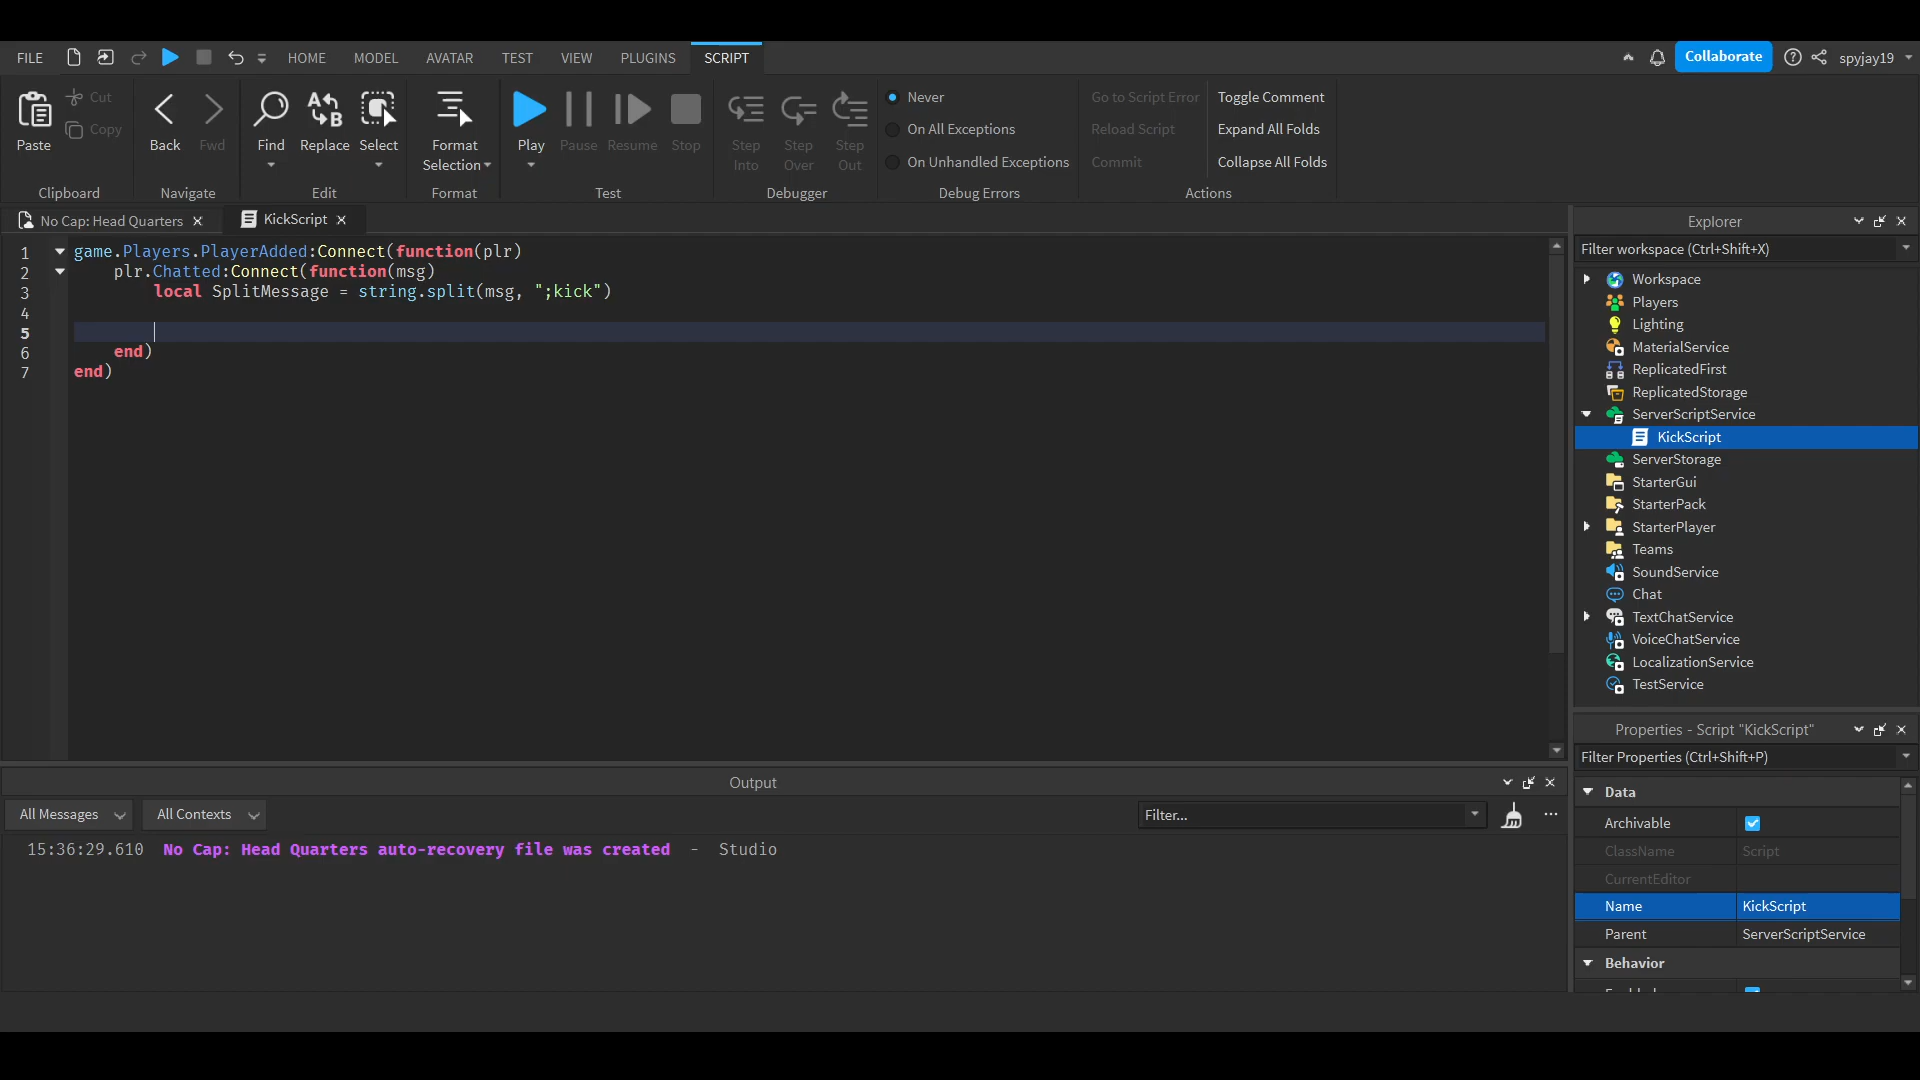 FILE HOME MODEL AVATAR TEST VIEW PLUGINS SCRIPT Collaborate spyjay19
Paste Cut Copy Clipboard
Back Fwd Navigate
Find Replace Select Edit
Format Selection Format
Play Pause Resume Stop Test
Step Into Step Over Step Out Debugger
Never
On All Exceptions
On Unhandled Exceptions
Debug Errors
Go to Script Error Toggle Comment
Reload Script Expand All Folds
Commit Collapse All Folds
Actions
No Cap: Head Quarters KickScript
1 game.Players.PlayerAdded:Connect(function(plr)
2 plr.Chatted:Connect(function(msg)
3 local SplitMessage = string.split(msg, ";kick")
4
5
6 end)
7 end)
Output
All Messages All Contexts Filter...
15:36:29.610 No Cap: Head Quarters auto-recovery file was created - Studio
Explorer
Filter workspace (Ctrl+Shift+X)
Workspace
Players
Lighting
MaterialService
ReplicatedFirst
ReplicatedStorage
ServerScriptService
KickScript
ServerStorage
StarterGui
StarterPack
StarterPlayer
Teams
SoundService
Chat
TextChatService
VoiceChatService
LocalizationService
TestService
Properties - Script "KickScript"
Filter Properties (Ctrl+Shift+P)
Data
Archivable
ClassName Script
CurrentEditor
Name KickScript
Parent ServerScriptService
Behavior